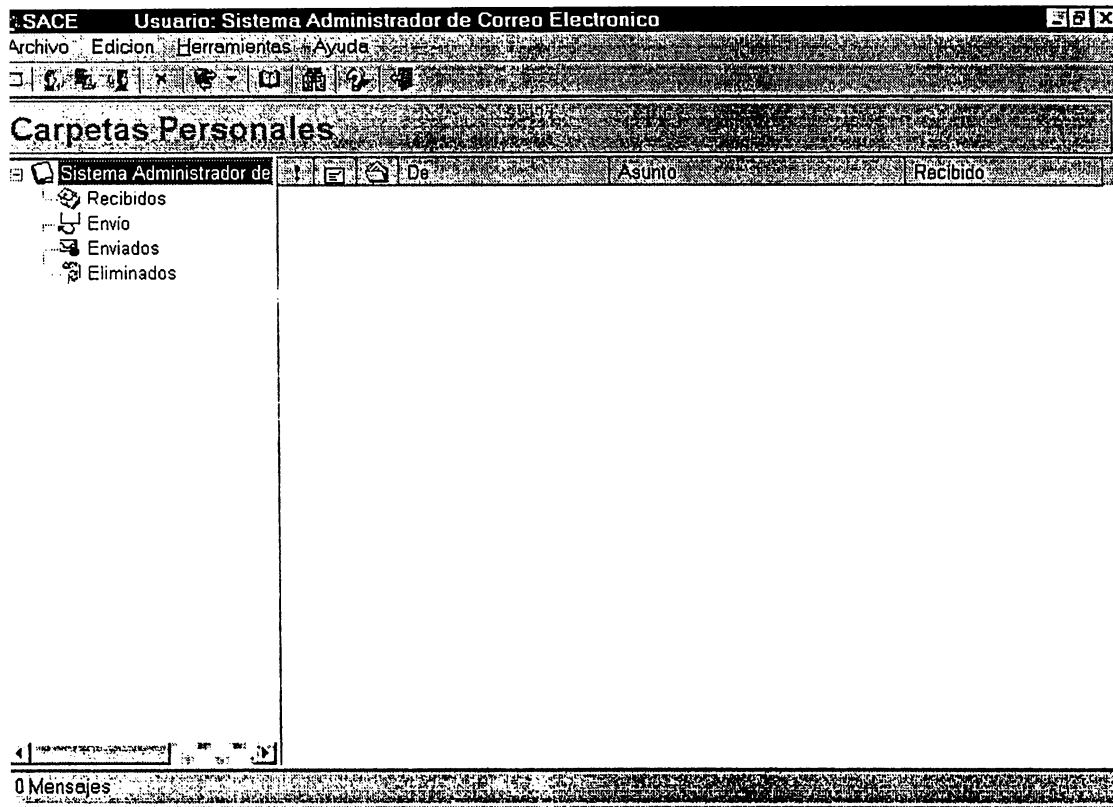 SACE Usuario: Sistema Administrador de Correo Electronico
Archivo Edicion Herramientas Ayuda
Carpetas Personales
Sistema Administrador de
! De Asunto Recibido
Recibidos
Envío
Enviados
Eliminados
0 Mensajes